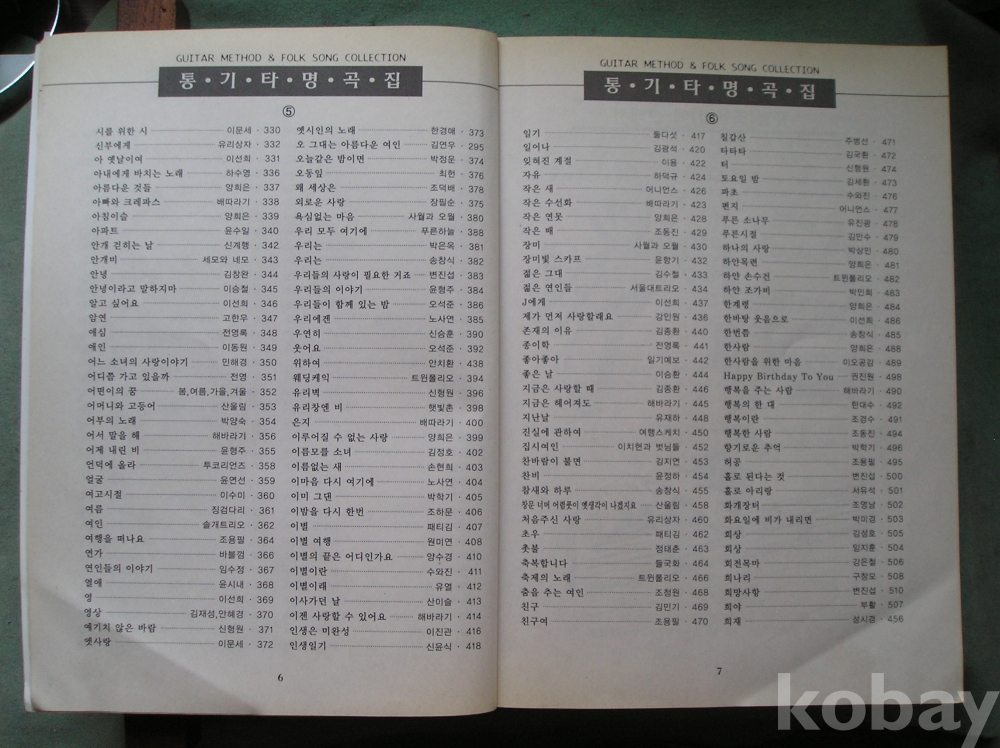 GUITAR METHOD & FOLK SONG COLLECTION
통·기·타·명·곡·집
⑤
시를 위한 시 이문세·330
신부에게 유리상자·332
아 옛날이여 이선희·331
아내에게 바치는 노래 하수영·336
아름다운 것들 양희은·337
아빠와 크레파스 배따라기·338
아침이슬 양희은·339
아파트 윤수일·340
안개 걷히는 날 신계행·342
안개비 세모와 네모·343
안녕 김창완·344
안녕이라고 말하지마 이승철·345
알고 싶어요 이선희·346
암연 고한우·347
애심 전영록·348
애인 이동원·349
어느 소녀의 사랑이야기 민해경·350
어디쯤 가고 있을까 전영·351
어떤이의 꿈 봄,여름,가을,겨울·352
어머니와 고등어 산울림·353
어부의 노래 박양숙·354
어서 말을 해 해바라기·356
어제 내린 비 윤형주·355
언덕에 올라 투코리언즈·358
얼굴 윤연선·359
여고시절 이수미·360
여름 징검다리·361
여인 솔개트리오·362
여행을 떠나요 조용필·364
연가 바블껌·366
연인들의 이야기 임수정·367
열애 윤시내·368
영 이선희·369
영상 김재성,안혜경·370
예기치 않은 바람 신형원·371
옛사랑 이문세·372
옛시인의 노래 한경애·373
오 그대는 아름다운 여인 김연우·295
오늘같은 밤이면 박정운·374
오동잎 최헌·376
왜 세상은 조덕배·378
외로운 사랑 장필순·375
욕심없는 마음 사월과 오월·380
우리 모두 여기에 푸른하늘·388
우리는 박은옥·381
우리는 송창식·382
우리들의 사랑이 필요한 거죠 변진섭·383
우리들의 이야기 윤형주·384
우리들이 함께 있는 밤 오석준·386
우리에겐 노사연·385
우연히 신승훈·390
웃어요 오석준·392
위하여 안치환·438
웨딩케익 트윈폴리오·394
유리벽 신형원·396
유리창엔 비 햇빛촌·398
은지 배따라기·400
이루어질 수 없는 사랑 양희은·399
이름모를 소녀 김정호·402
이름없는 새 손현희·403
이마음 다시 여기에 노사연·404
이미 그댄 박학기·405
이밤을 다시 한번 조하문·406
이별 패티김·407
이별 여행 원미연·408
이별의 끝은 어디인가요 양수경·410
이별이란 수와진·411
이별이래 유열·412
이사가던 날 산이슬·413
이젠 사랑할 수 있어요 해바라기·414
인생은 미완성 이진관·416
인생일기 신윤식·418
6
GUITAR METHOD & FOLK SONG COLLECTION
통·기·타·명·곡·집
⑥
일기 둘다섯·417
일어나 김광석·420
잊혀진 계절 이용·422
자유 하덕규·424
작은 새 어니언스·426
작은 수선화 배따라기·423
작은 연못 양희은·428
작은 배 조동진·429
장미 사월과 오월·430
장미빛 스카프 윤항기·432
젊은 그대 김수철·433
젊은 연인들 서울대트리오·434
J에게 이선희·437
제가 먼저 사랑할래요 강인원·436
존재의 이유 김종환·440
종이학 전영록·441
좋아좋아 일기예보·442
좋은 날 이승환·444
지금은 사랑할 때 김종환·446
지금은 헤어져도 해바라기·445
지난날 유재하·448
진실에 관하여 여행스케치·450
집시여인 이치현과 벗님들·452
찬바람이 불면 김지연·453
찬비 윤정하·454
참새와 하루 송창식·455
창문 너머 어렴풋이 옛생각이 나겠지요 산울림·458
처음주신 사랑 유리상자·460
초우 패티김·462
촛불 정태춘·463
축복합니다 들국화·464
축제의 노래 트윈폴리오·466
춤을 추는 여인 조정원·468
친구 김민기·469
친구여 조용필·470
칠갑산 주병선·471
타타타 김국환·472
터 신형원·474
토요일 밤 김세환·473
파초 수와진·476
편지 어니언스·477
푸른 소나무 유진광·478
푸른시절 김만수·479
하나의 사랑 박상민·480
하얀목련 양희은·481
하얀 손수건 트윈폴리오·482
하얀 조가비 박인희·483
한계령 양희은·484
한바탕 웃음으로 이선희·486
한번쯤 송창식·485
한사람 양희은·488
한사람을 위한 마음 이오공감·489
Happy Birthday To You 권진원·498
행복을 주는 사람 해바라기·490
행복의 나라 한대수·492
행복이란 조경수·491
행복한 사람 조동진·494
향기로운 추억 박학기·496
허공 조용필·495
홀로 된다는 것 변진섭·500
홀로 아리랑 서유석·501
화개장터 조영남·502
화요일에 비가 내리면 박미경·503
회상 김성호·505
회상 임지훈·504
회전목마 강은철·506
희나리 구창모·508
희망사항 변진섭·510
희야 부활·507
희재 성시경·456
7
kobay